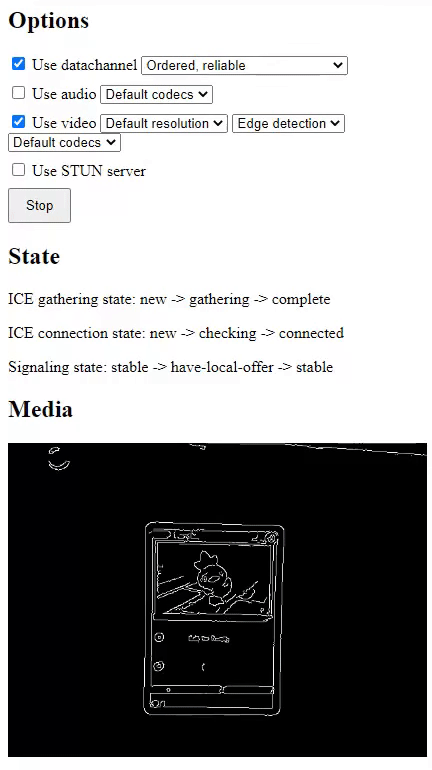 Options
Use datachannel Ordered, reliable
Use audio Default codecs
Use video Default resolution Edge detection
Default codecs
Use STUN server
Stop
State
ICE gathering state: new -> gathering -> complete
ICE connection state: new -> checking -> connected
Signaling state: stable -> have-local-offer -> stable
Media